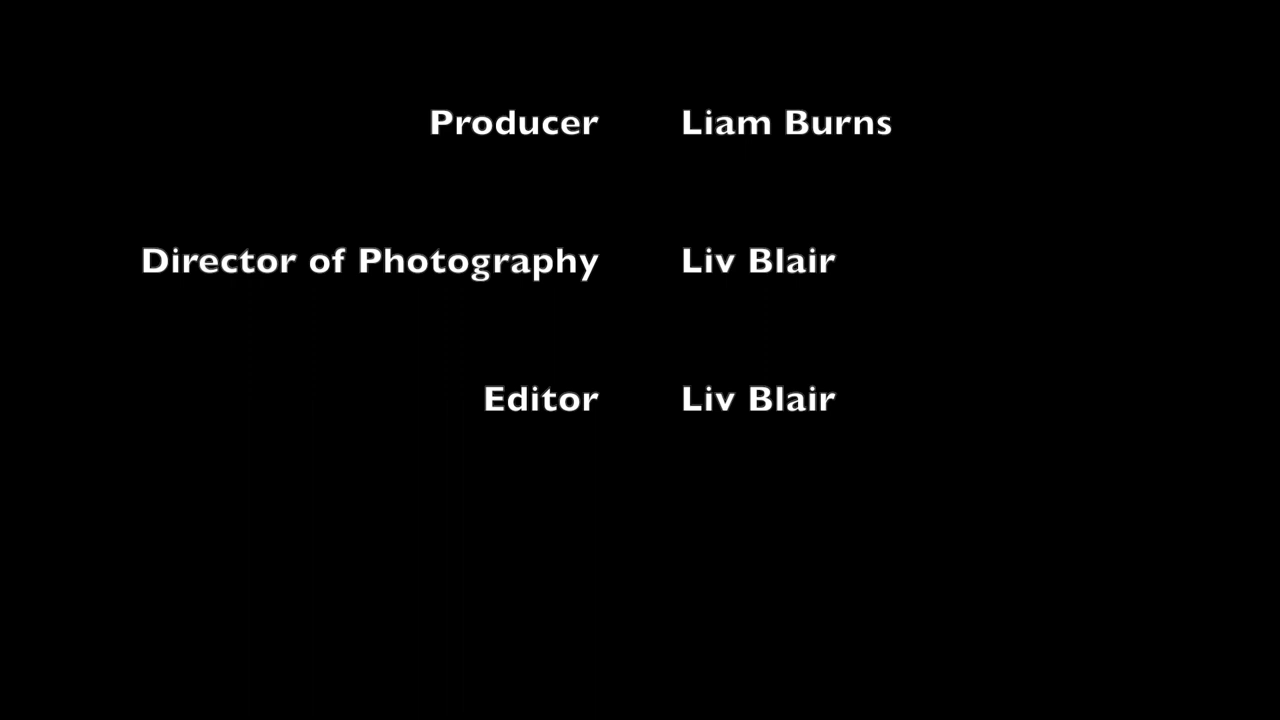 Producer Liam Burns
Director of Photography Liv Blair
Editor Liv Blair